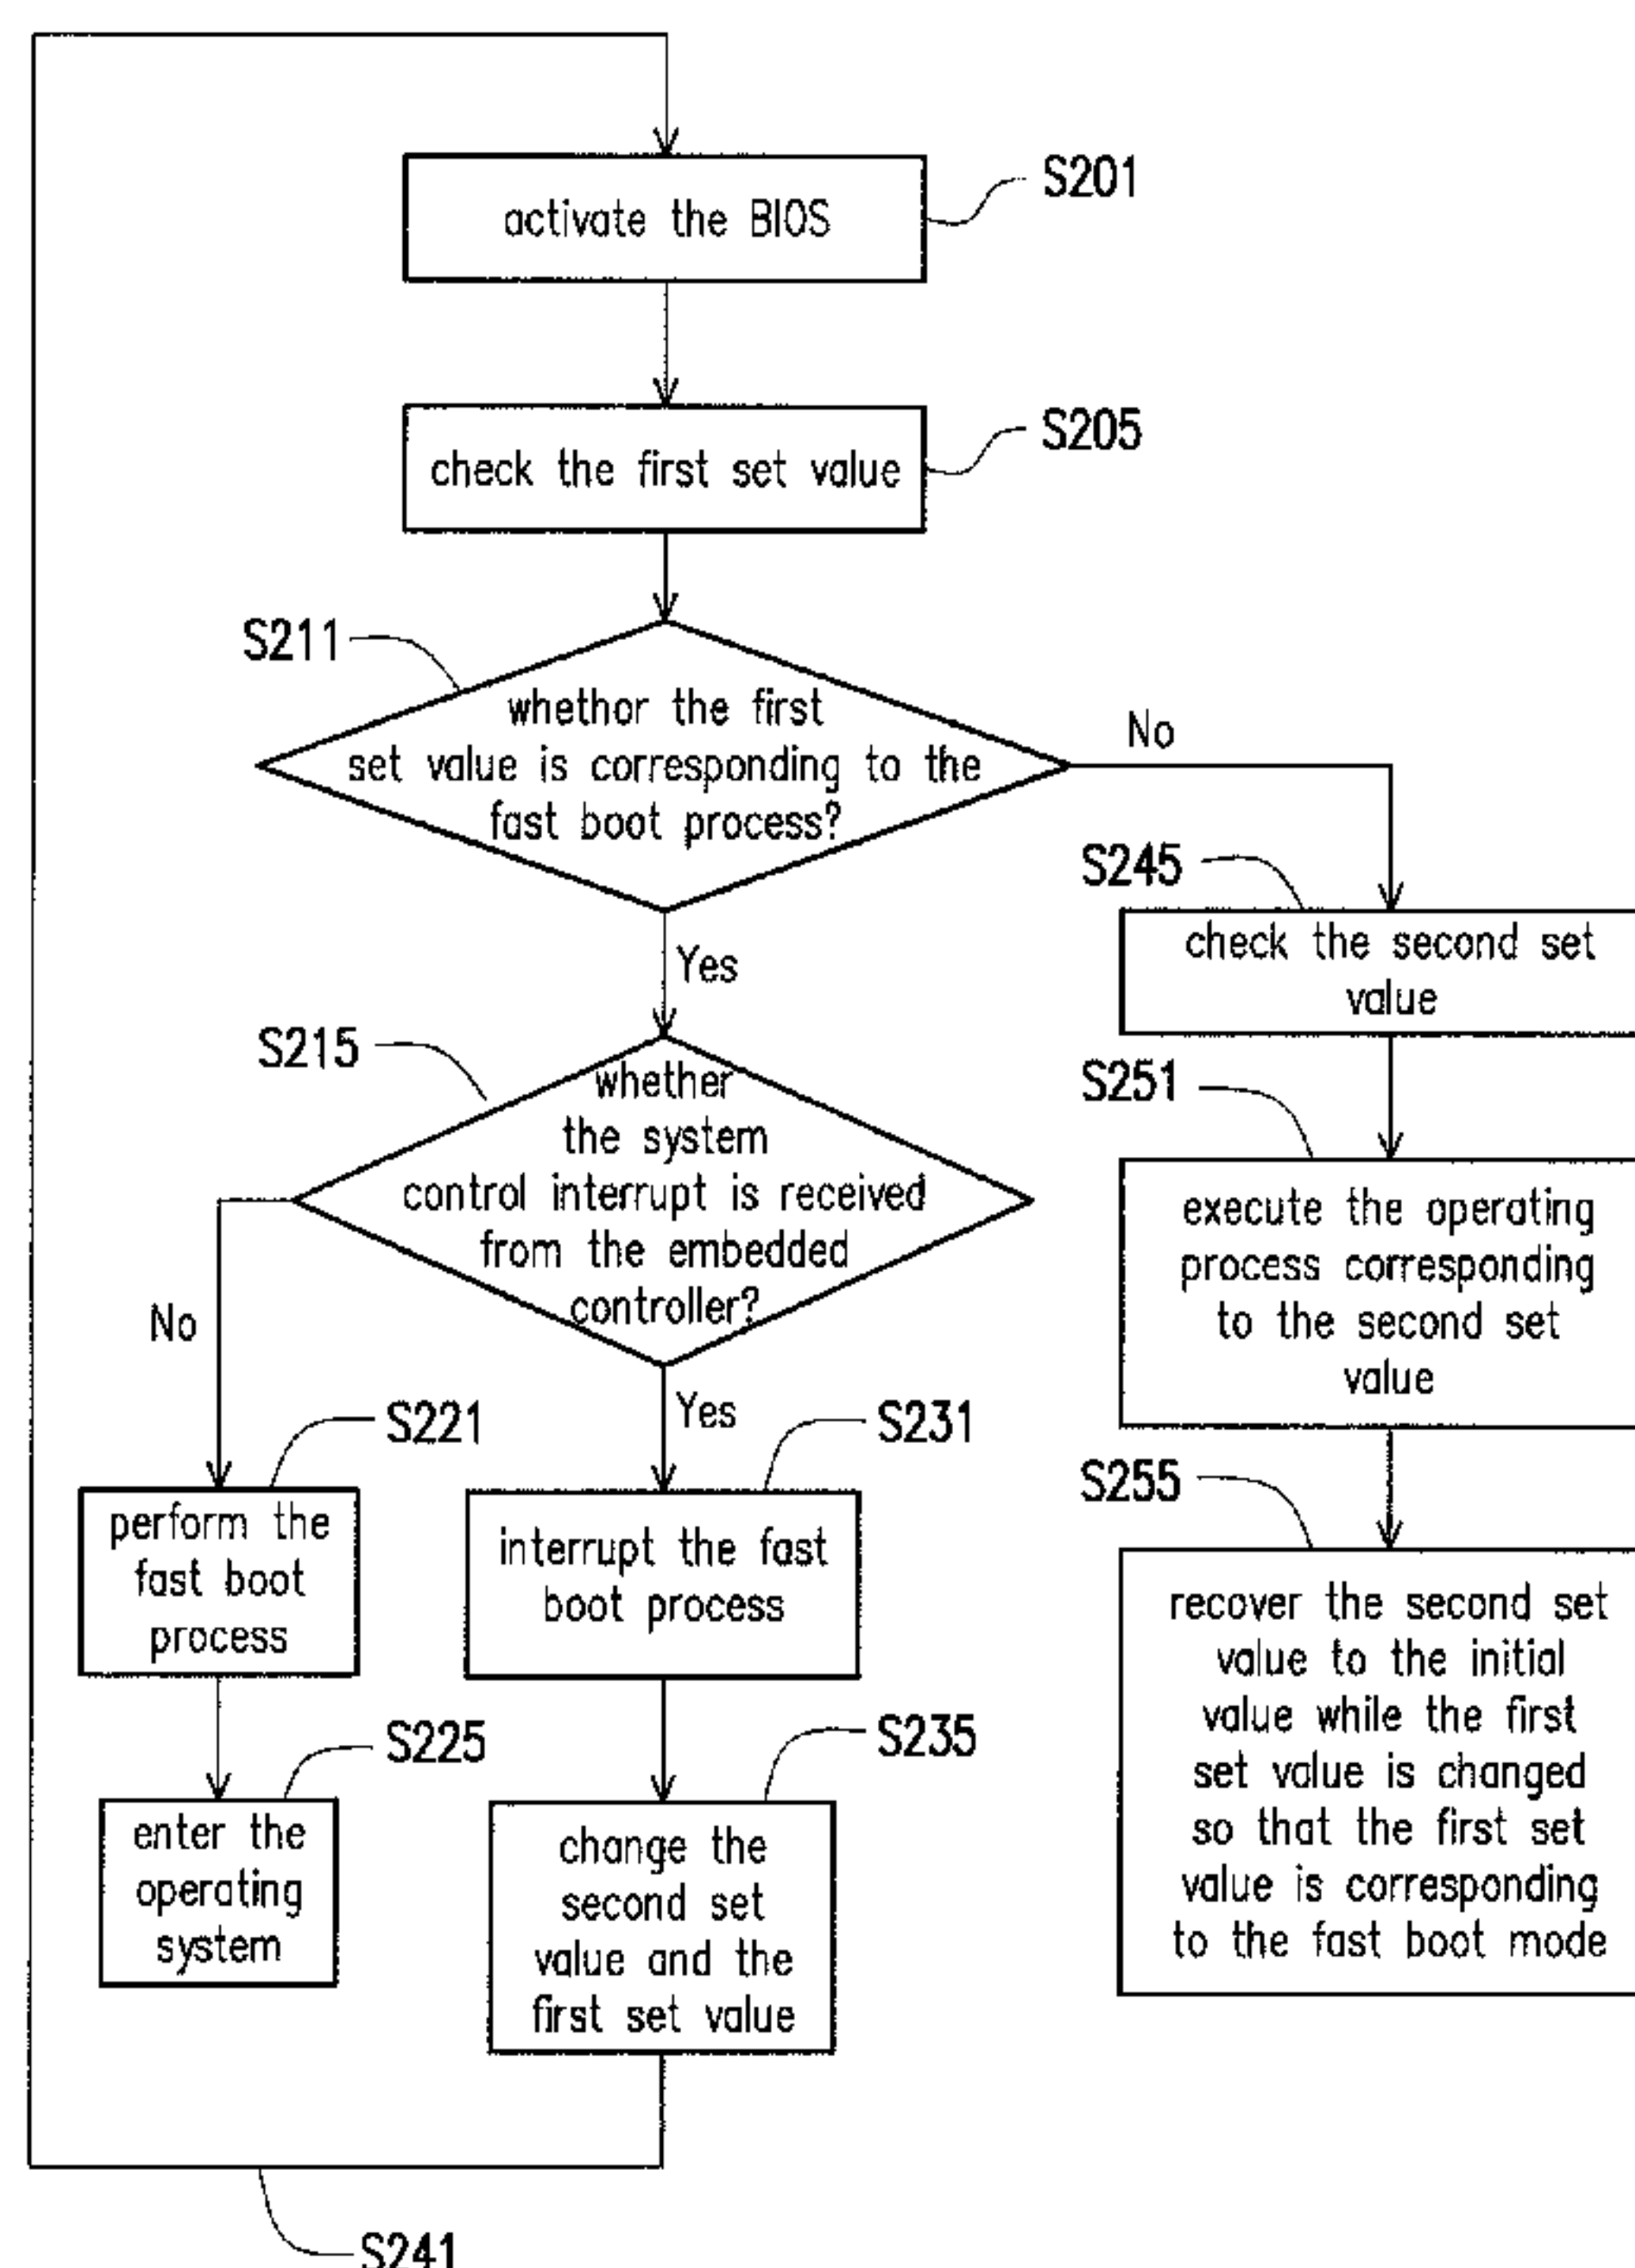 activate the BIOS
S201
check the first set value
S205
S211
whethor the first
set value is corresponding to the
fast boot process?
No
Yes
S245
check the second set
value
S215
whether
the system
control interrupt is received
from the embedded
controller?
No
Yes
S251
execute the operating
process corresponding
to the second set
value
S221
perform the
fast boot
process
S231
interrupt the fast
boot process
S255
recover the second set
value to the initial
value while the first
set value is changed
so that the first set
value is corresponding
to the fast boot mode
S225
enter the
operating
system
S235
change the
second set
value and the
first set value
S241